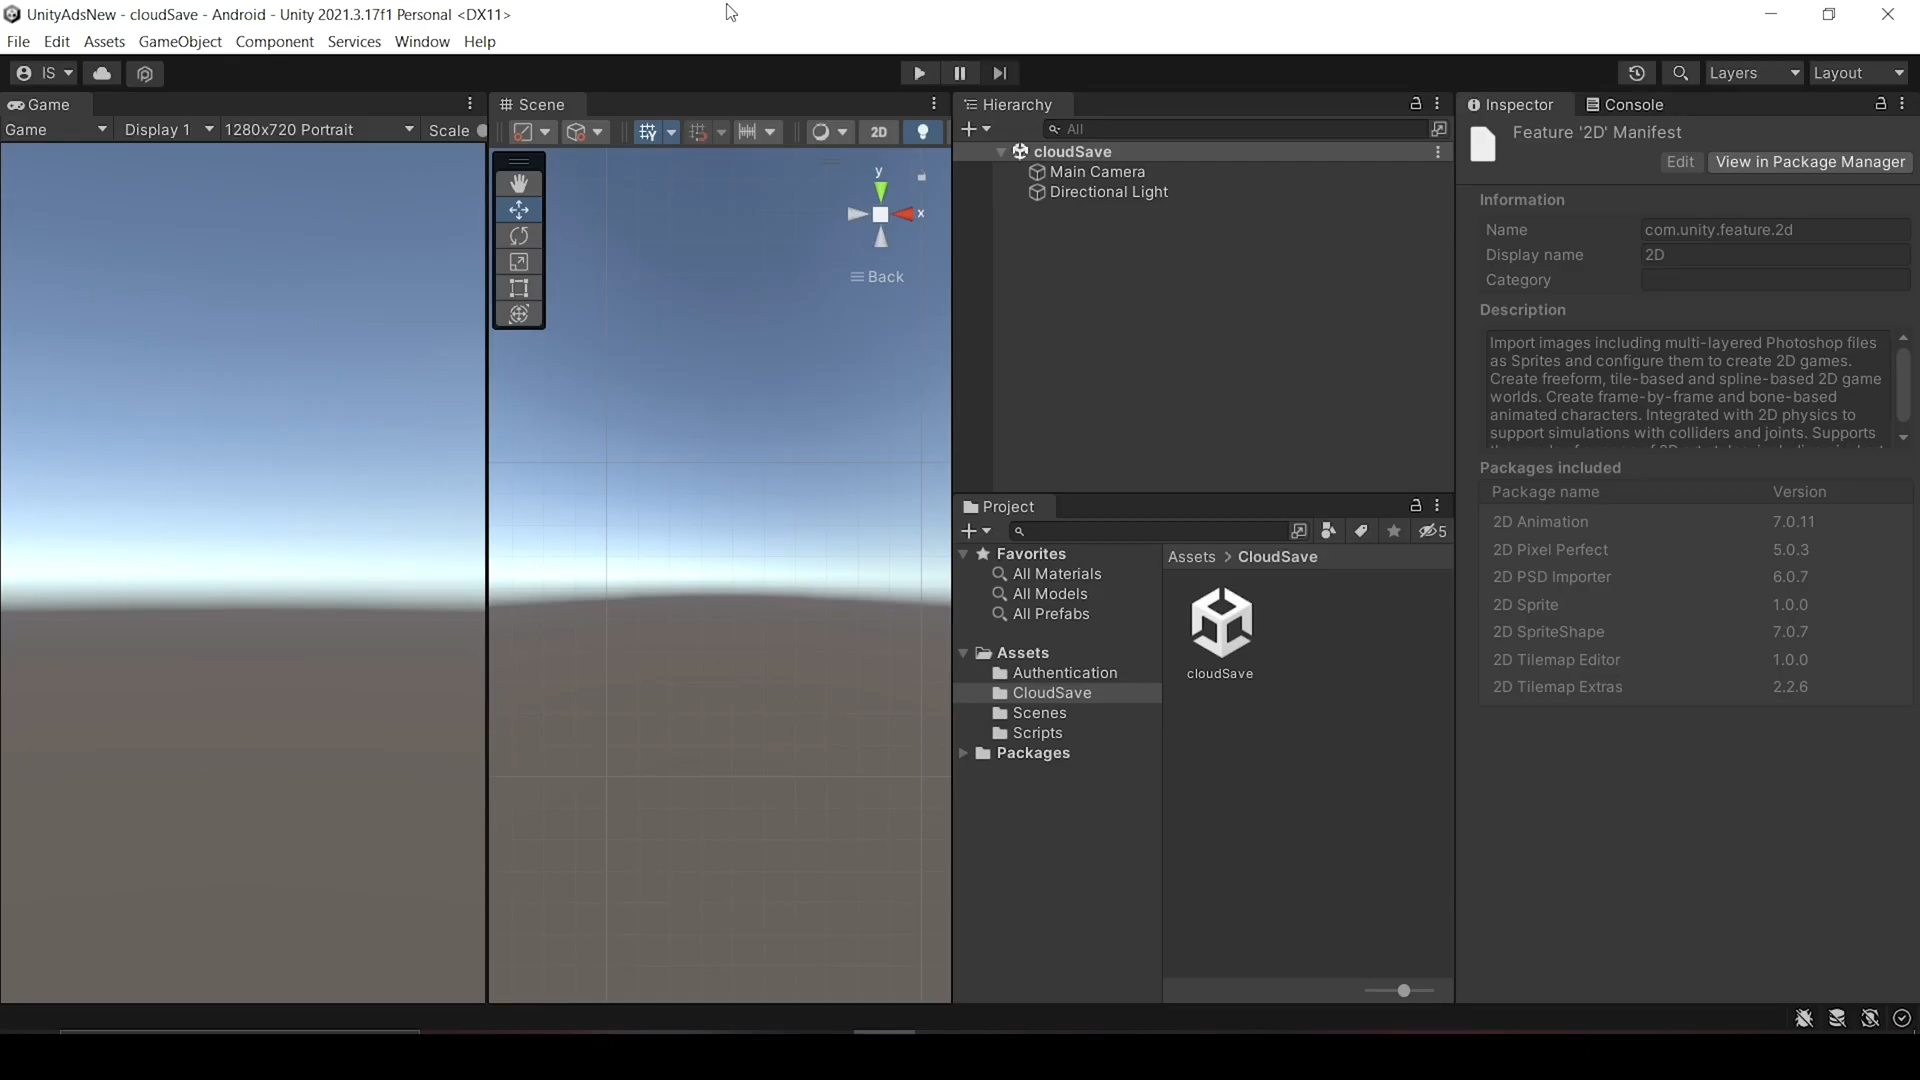 UnityAdsNew - cloudSave - Android - Unity 2021.3.17f1 Personal <DX11>
File Edit Assets GameObject Component Services Window Help
IS
Layers
Layout
Game
Scene
Hierarchy
Inspector
Console
Game
Display 1
1280x720 Portrait
Scale
2D
All
y
x
Back
cloudSave
Main Camera
Directional Light
Project
5
Favorites
All Materials
All Models
All Prefabs
Assets
Authentication
CloudSave
Scenes
Scripts
Packages
Assets > CloudSave
cloudSave
Feature '2D' Manifest
Edit
View in Package Manager
Information
Name com.unity.feature.2d
Display name 2D
Category
Description
Import images including multi-layered Photoshop files
as Sprites and configure them to create 2D games.
Create freeform, tile-based and spline-based 2D game
worlds. Create frame-by-frame and bone-based
animated characters. Integrated with 2D physics to
support simulations with colliders and joints. Supports
Packages included
Package name Version
2D Animation 7.0.11
2D Pixel Perfect 5.0.3
2D PSD Importer 6.0.7
2D Sprite 1.0.0
2D SpriteShape 7.0.7
2D Tilemap Editor 1.0.0
2D Tilemap Extras 2.2.6